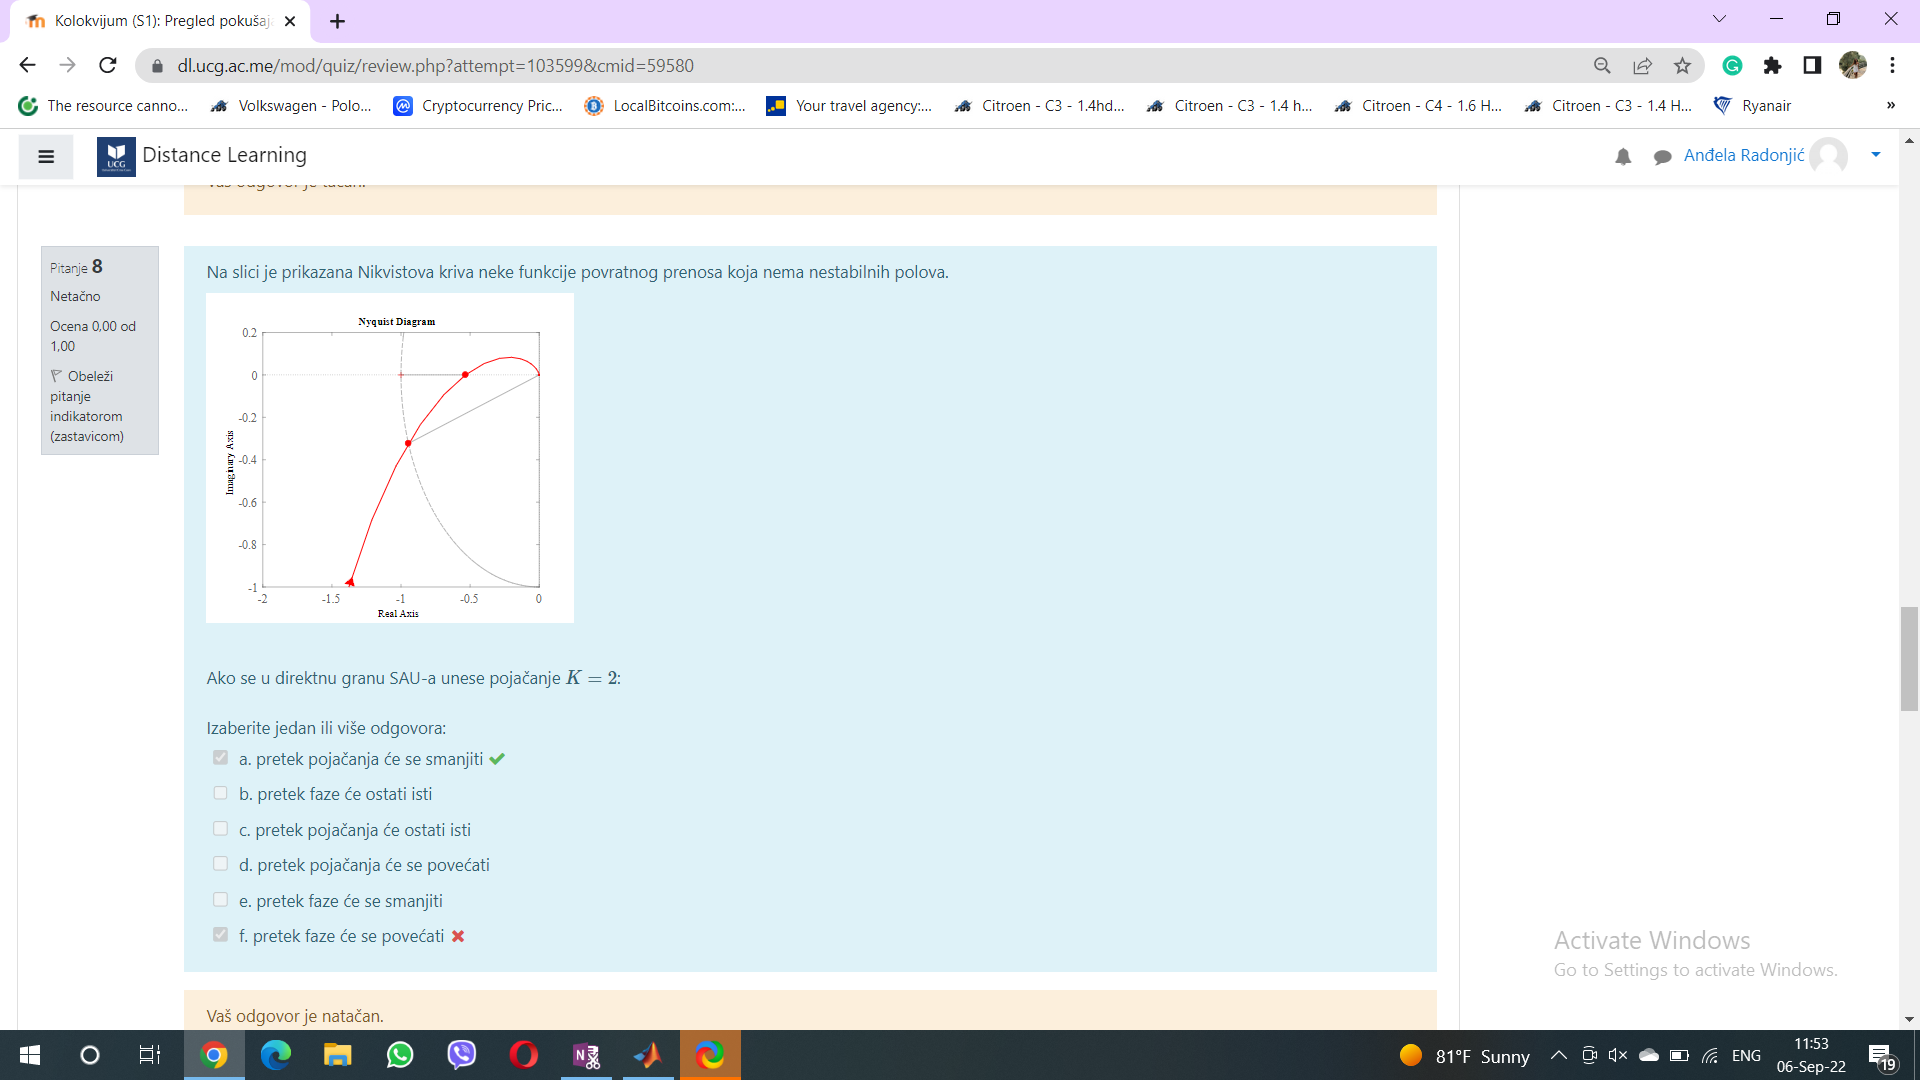 Kolokvijum (S1): Pregled pokušaj
dl.ucg.ac.me/mod/quiz/review.php?attempt=103599&cmid=59580
The resource canno... Volkswagen - Polo... Cryptocurrency Pric... LocalBitcoins.com:... Your travel agency:... Citroen - C3 - 1.4hd... Citroen - C3 - 1.4 h... Citroen - C4 - 1.6 H... Citroen - C3 - 1.4 H... Ryanair »
UCG Distance Learning Anđela Radonjić
Vaš odgovor je tačan.
Pitanje 8
Netačno
Ocena 0,00 od
1,00
Obeleži
pitanje
indikatorom
(zastavicom)
Na slici je prikazana Nikvistova kriva neke funkcije povratnog prenosa koja nema nestabilnih polova.
Nyquist Diagram
0.2
0
-0.2
-0.4
-0.6
-0.8
-1
Imaginary Axis
-2 -1.5 -1 -0.5 0
Real Axis
Ako se u direktnu granu SAU-a unese pojačanje K = 2:
Izaberite jedan ili više odgovora:
a. pretek pojačanja će se smanjiti
b. pretek faze će ostati isti
c. pretek pojačanja će ostati isti
d. pretek pojačanja će se povećati
e. pretek faze će se smanjiti
f. pretek faze će se povećati
Vaš odgovor je natačan.
Activate Windows
Go to Settings to activate Windows.
81°F Sunny ENG 11:53
06-Sep-22 19